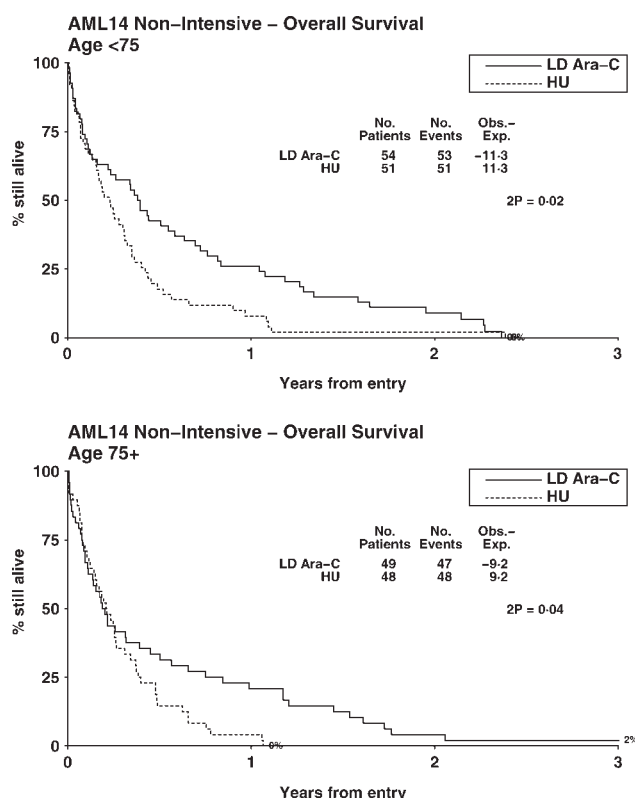 AML14 Non–Intensive – Overall Survival
Age <75
100
LD Ara–C
HU
No. No. Obs.–
Patients Events Exp.
75
LD Ara–C 54 53 –11·3
HU 51 51 11·3
50
2P = 0·02
% still alive
25
0
0 1 2 3
Years from entry
AML14 Non–Intensive – Overall Survival
Age 75+
100
LD Ara–C
HU
No. No. Obs.–
Patients Events Exp.
75
LD Ara–C 49 47 –9·2
HU 48 48 9·2
50
2P = 0·04
% still alive
25
0
0%
2%
0 1 2 3
Years from entry